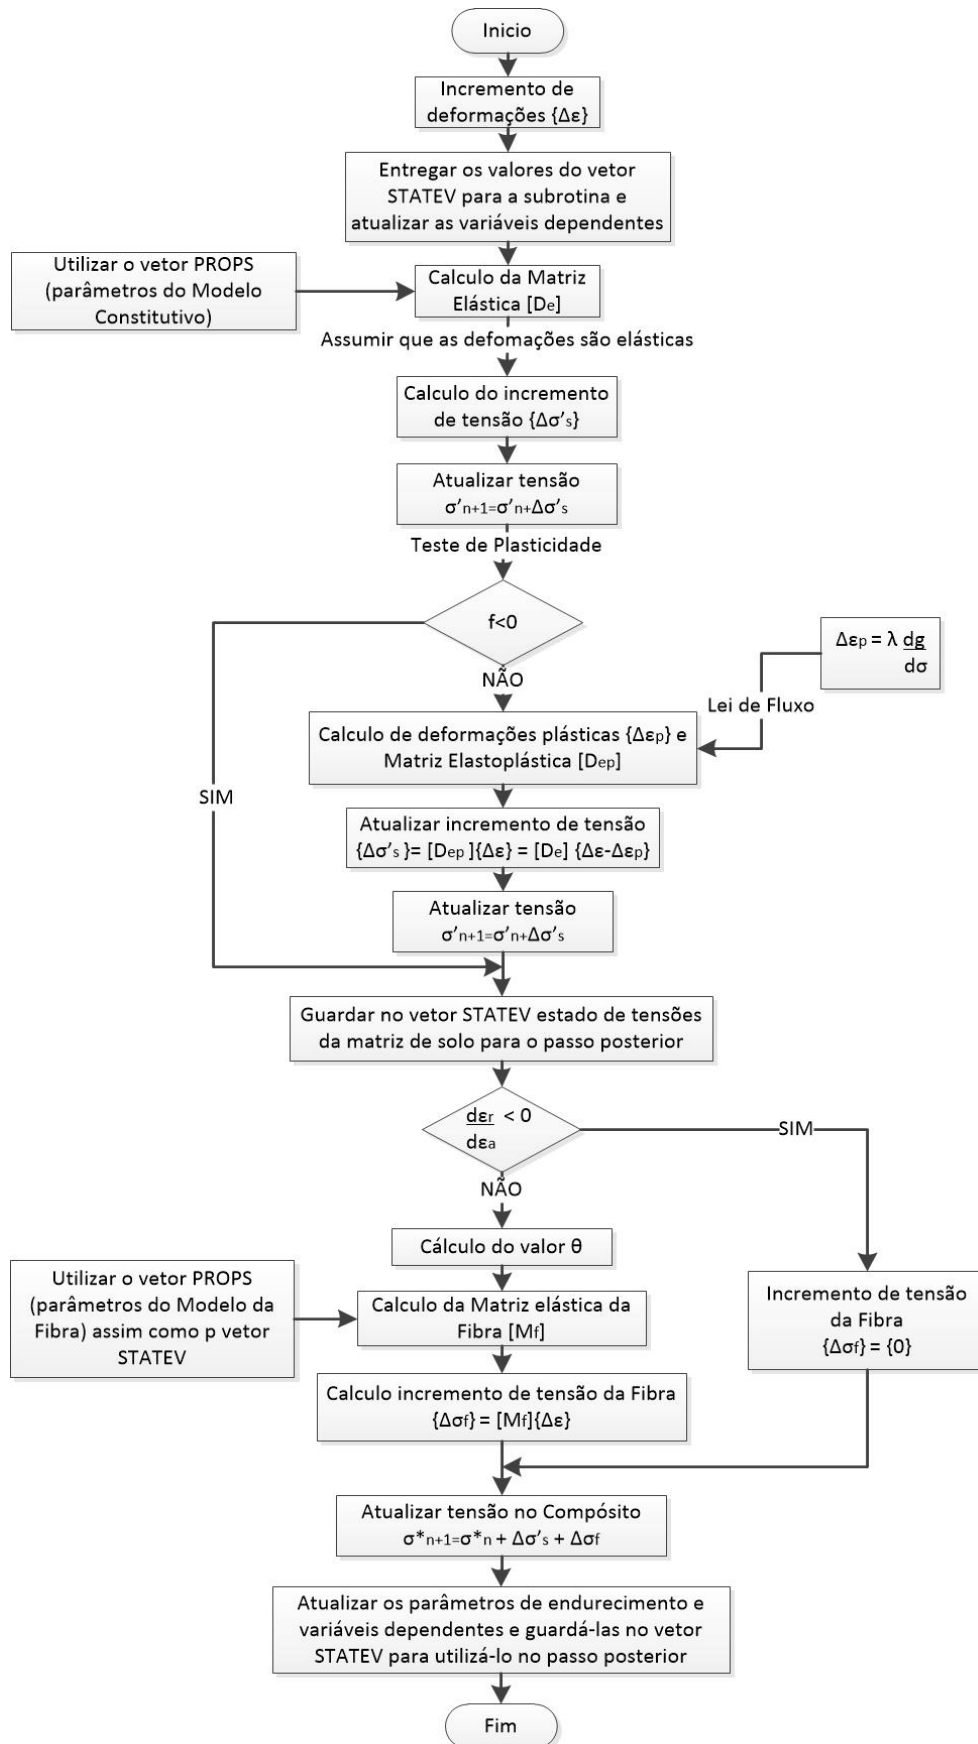 Inicio
Incremento de
deformações {Δε}
Entregar os valores do vetor
STATEV para a subrotina e
atualizar as variáveis dependentes
Utilizar o vetor PROPS
(parâmetros do Modelo
Constitutivo)
Calculo da Matriz
Elástica [De]
Assumir que as defomações são elásticas
Calculo do incremento
de tensão {Δσ’s}
Atualizar tensão
σ’n+1=σ’n+Δσ’s
Teste de Plasticidade
f<0
NÃO
SIM
Δεp = λ dg
dσ
Lei de Fluxo
Calculo de deformações plásticas {Δεp} e
Matriz Elastoplástica [Dep]
Atualizar incremento de tensão
{Δσ’s }= [Dep ]{Δε} = [De] {Δε-Δεp}
Atualizar tensão
σ’n+1=σ’n+Δσ’s
Guardar no vetor STATEV estado de tensões
da matriz de solo para o passo posterior
dεr < 0
dεa
SIM
NÃO
Cálculo do valor θ
Utilizar o vetor PROPS
(parâmetros do Modelo da
Fibra) assim como p vetor
STATEV
Calculo da Matriz elástica da
Fibra [Mf]
Incremento de tensão
da Fibra
{Δσf} = {0}
Calculo incremento de tensão da Fibra
{Δσf} = [Mf]{Δε}
Atualizar tensão no Compósito
σ*n+1=σ*n + Δσ’s + Δσf
Atualizar os parâmetros de endurecimento e
variáveis dependentes e guardá-las no vetor
STATEV para utilizá-lo no passo posterior
Fim